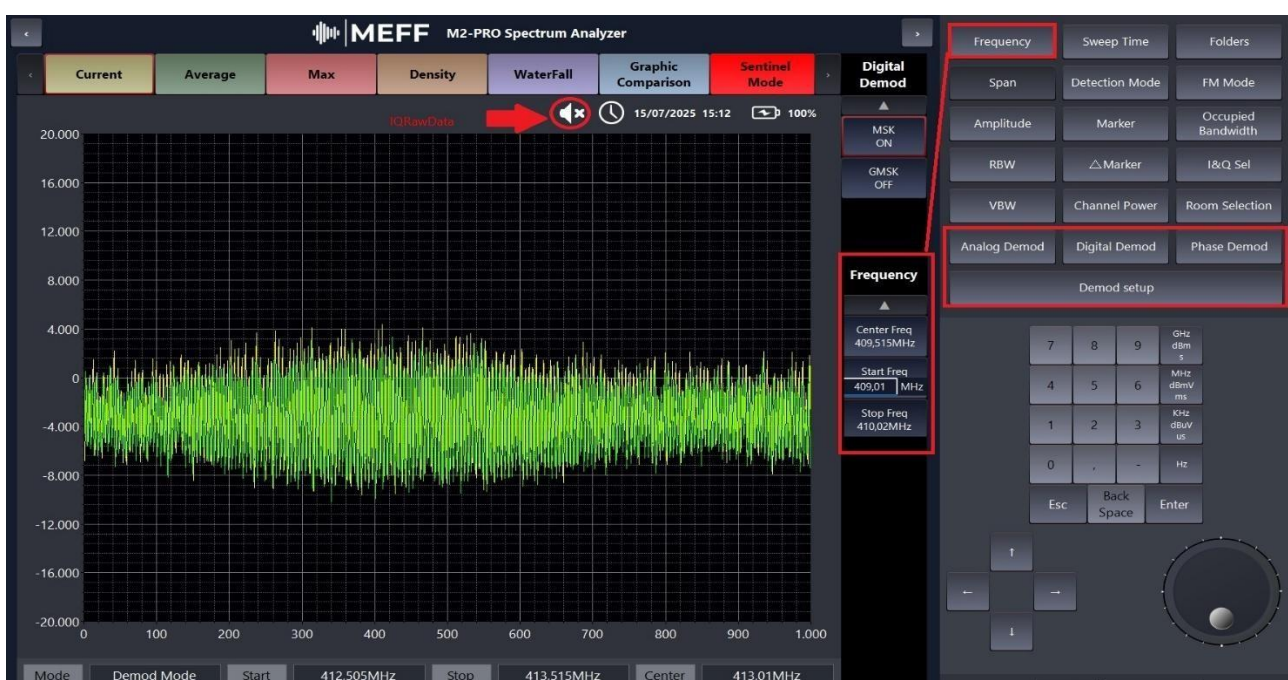 ‹
MEFF M2-PRO Spectrum Analyzer
›
‹
Current
Average
Max
Density
WaterFall
Graphic
Comparison
Sentinel
Mode
›
IQRawData
15/07/2025 15:12
100%
20.000
16.000
12.000
8.000
4.000
0
-4.000
-8.000
-12.000
-16.000
-20.000
0 100 200 300 400 500 600 700 800 900 1.000
Mode Demod Mode Start 412.505MHz Stop 413.515MHz Center 413.01MHz
Digital
Demod
▲
MSK
ON
GMSK
OFF
Frequency
▲
Center Freq
409,515MHz
Start Freq
409,01 MHz
Stop Freq
410,02MHz
Frequency Sweep Time Folders
Span Detection Mode FM Mode
Amplitude Marker Occupied
Bandwidth
RBW △Marker I&Q Sel
VBW Channel Power Room Selection
Analog Demod Digital Demod Phase Demod
Demod setup
7 8 9 GHz
dBm
s
4 5 6 MHz
dBmV
ms
1 2 3 KHz
dBuV
us
0 , - Hz
Esc Back
Space Enter
↑
← →
↓